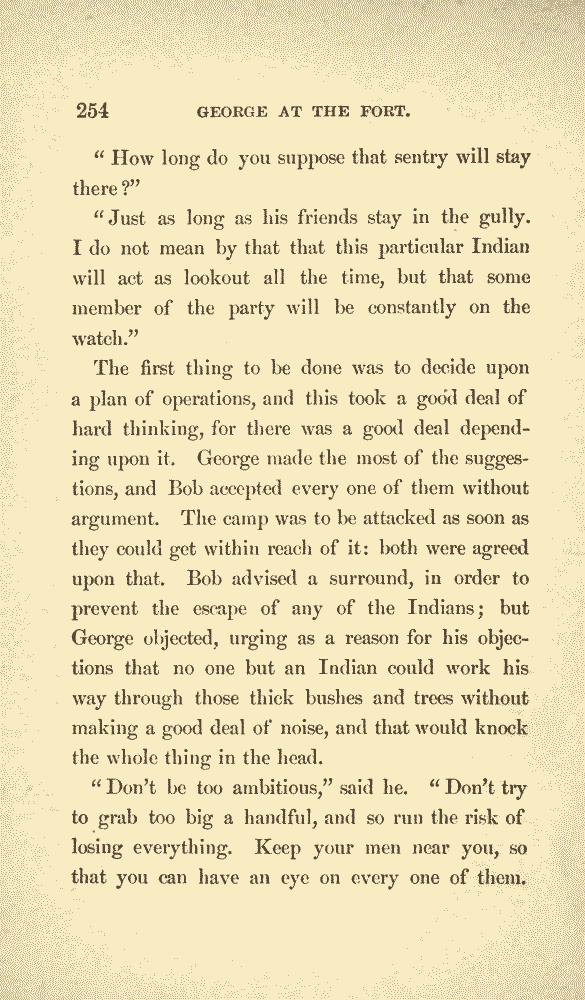 254 GEORGE AT THE FORT.
“ How long do you suppose that sentry will stay
there?”
“Just as long as his friends stay in the gully.
I do not mean by that that this particular Indian
will act as lookout all the time, but that some
member of the party will be constantly on the
watch.”
The first thing to be done was to decide upon
a plan of operations, and this took a good deal of
hard thinking, for there was a good deal depend-
ing upon it. George made the most of the sugges-
tions, and Bob accepted every one of them without
argument. The camp was to be attacked as soon as
they could get within reach of it: both were agreed
upon that. Bob advised a surround, in order to
prevent the escape of any of the Indians; but
George objected, urging as a reason for his objec-
tions that no one but an Indian could work his
way through those thick bushes and trees without
making a good deal of noise, and that would knock
the whole thing in the head.
“Don’t be too ambitious,” said he. “Don’t try
to grab too big a handful, and so run the risk of
losing everything. Keep your men near you, so
that you can have an eye on every one of them.